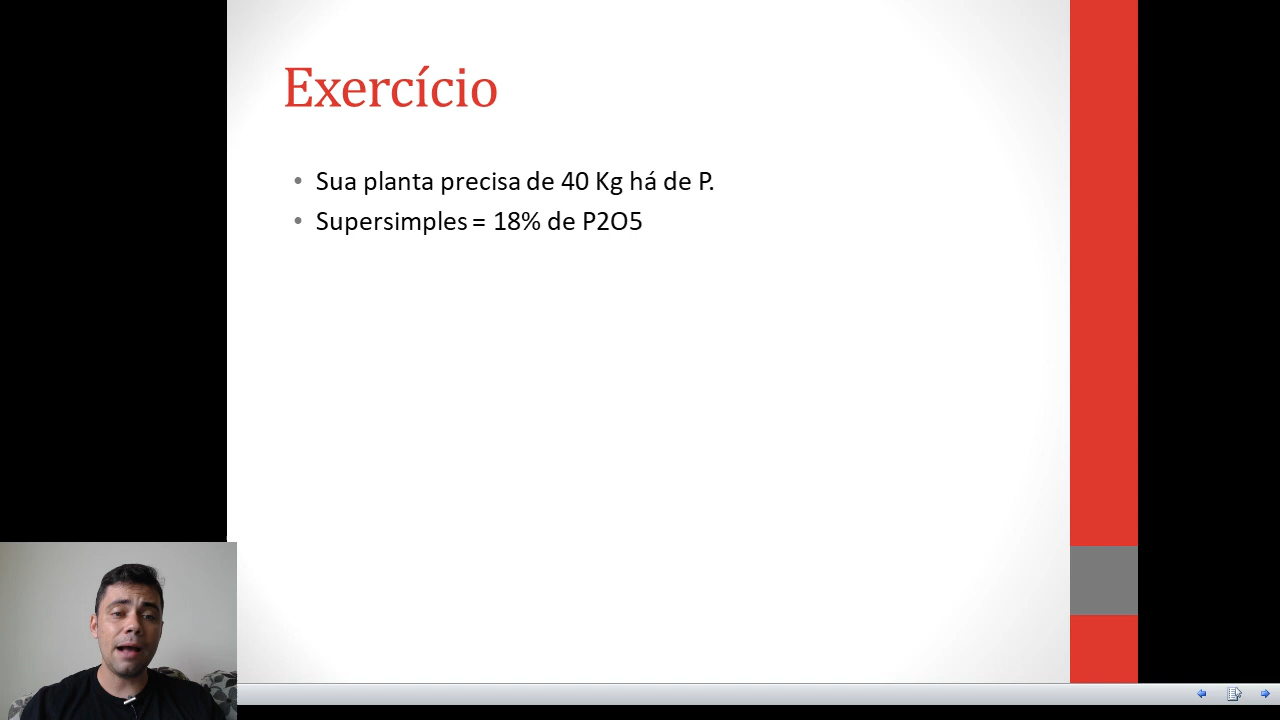 Exercício
• Sua planta precisa de 40 Kg há de P.
• Supersimples = 18% de P2O5